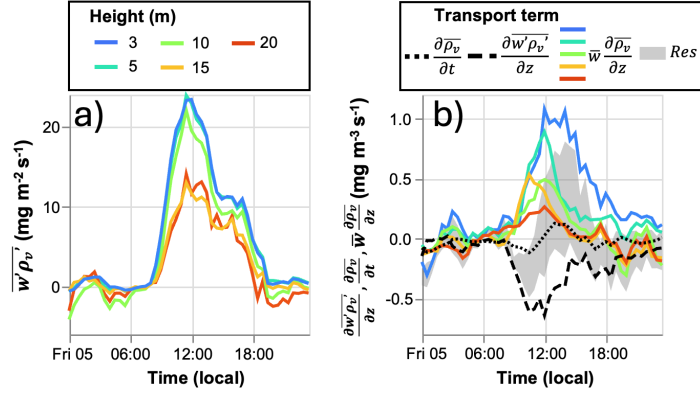 Height (m)
3 10 20
5 15
Transport term
∂ρ̅ᵥ/∂t ∂w'ρᵥ'̅/∂z w̅ ∂ρ̅ᵥ/∂z Res
a)
20
10
0
w'ρᵥ'̅ (mg m⁻² s⁻¹)
Fri 05 06:00 12:00 18:00
Time (local)
b)
1.0
0.5
0.0
-0.5
∂w'ρᵥ'̅/∂z , ∂ρ̅ᵥ/∂t , w̅ ∂ρ̅ᵥ/∂z (mg m⁻³ s⁻¹)
Fri 05 06:00 12:00 18:00
Time (local)